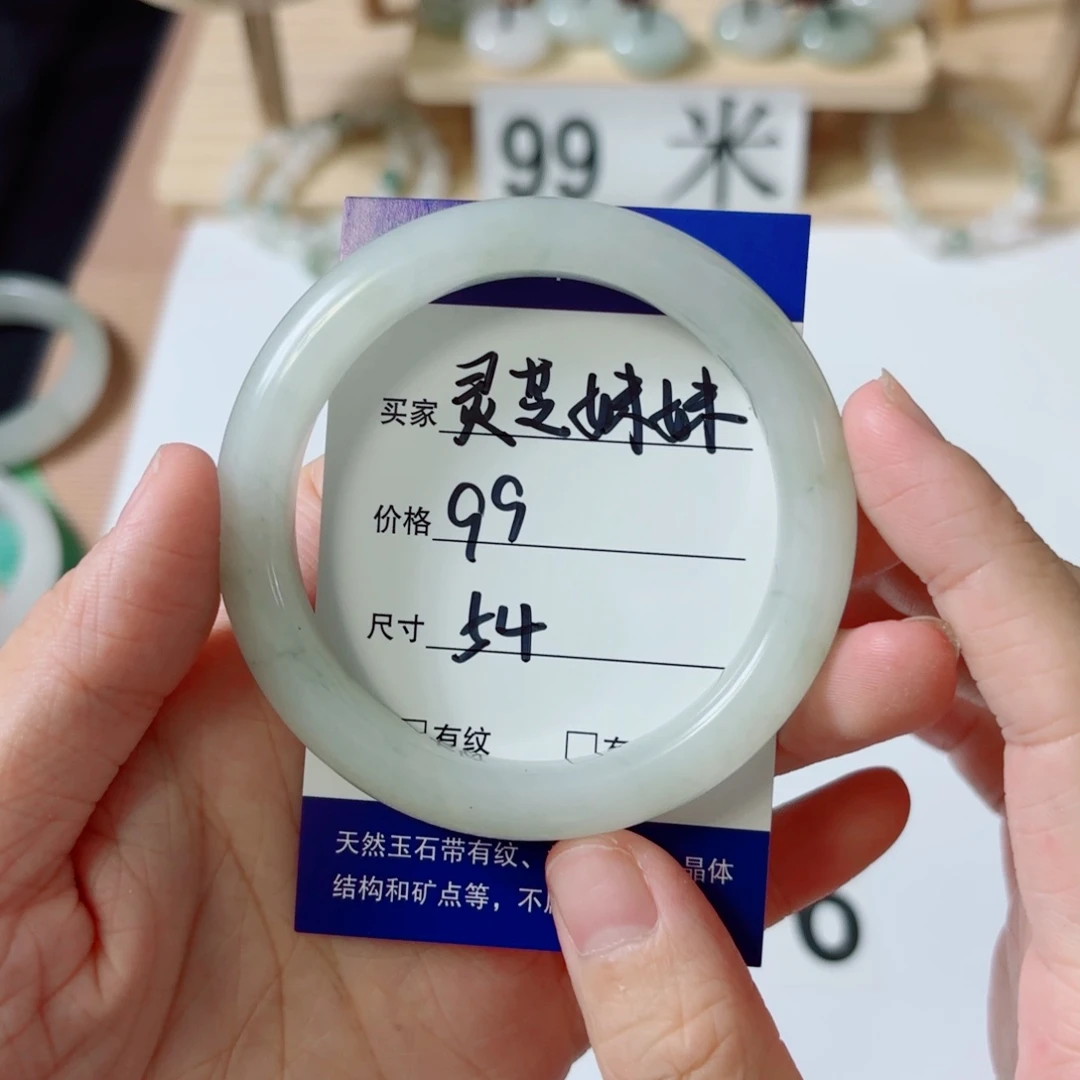 99 米
买家 灵芝妹妹
价格 99
尺寸 54
有纹
天然玉石带有纹、 晶体
结构和矿点等，不
6